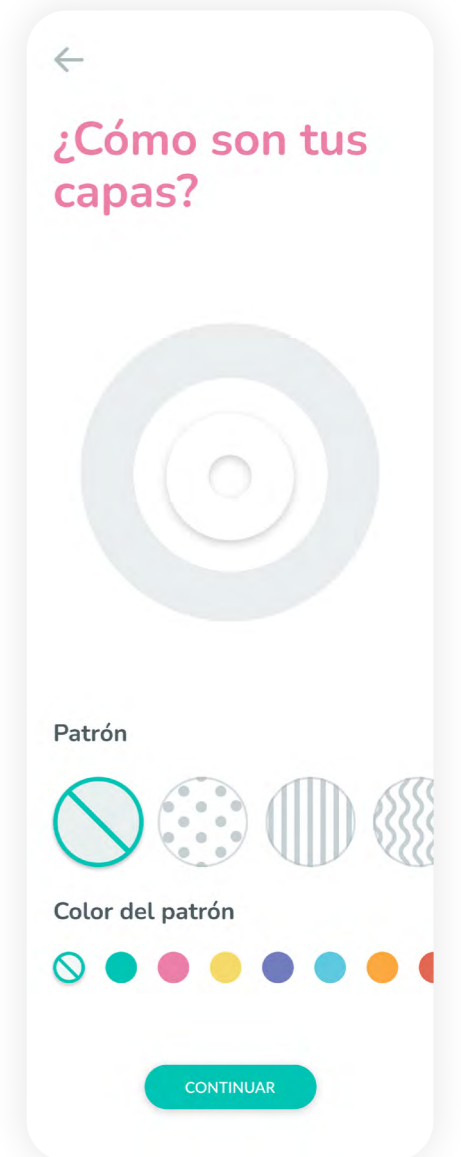 ¿Cómo son tus
capas?
Patrón
Color del patrón
CONTINUAR